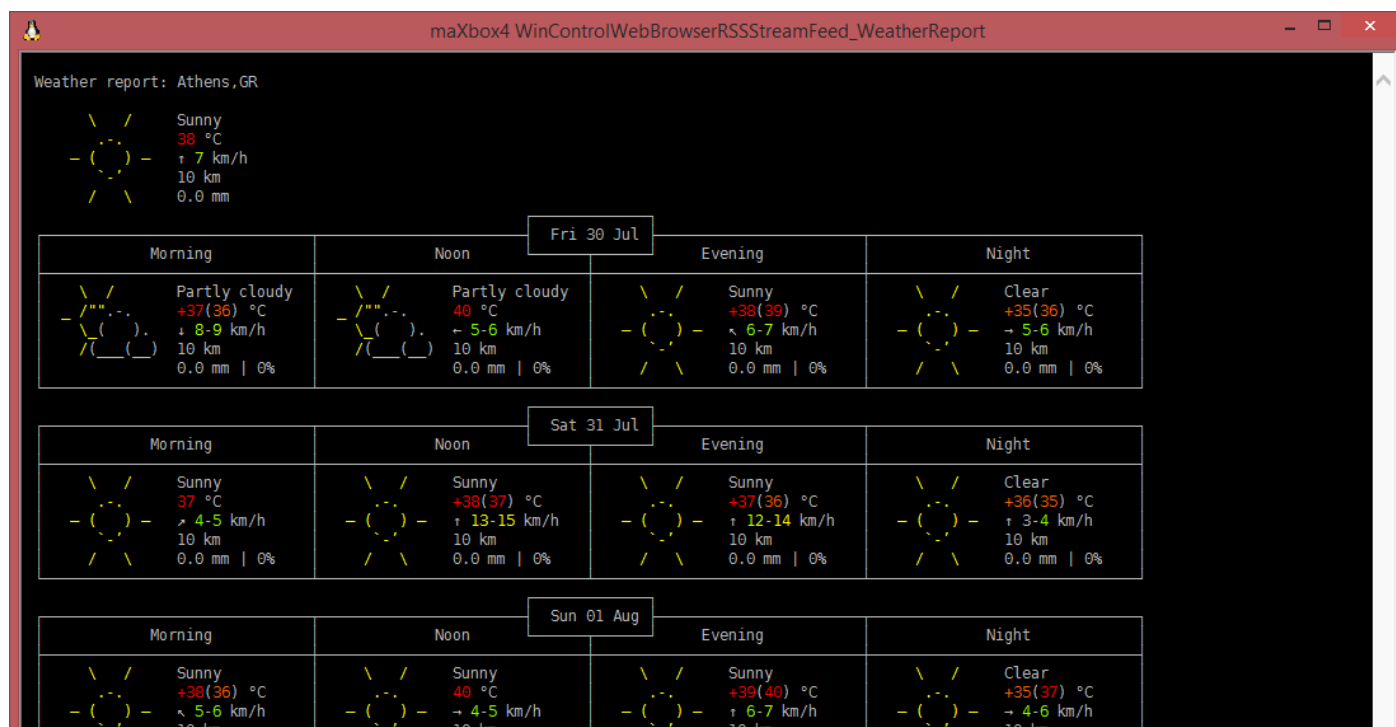 maXbox4 WinControlWebBrowserRSSStreamFeed_WeatherReport
Weather report: Athens,GR
Sunny
38 °C
↑ 7 km/h
10 km
0.0 mm
Fri 30 Jul
Morning Noon Evening Night
Partly cloudy Partly cloudy Sunny Clear
+37(36) °C 40 °C +38(39) °C +35(36) °C
↓ 8-9 km/h ← 5-6 km/h ↖ 6-7 km/h → 5-6 km/h
10 km 10 km 10 km 10 km
0.0 mm | 0% 0.0 mm | 0% 0.0 mm | 0% 0.0 mm | 0%
Sat 31 Jul
Morning Noon Evening Night
Sunny Sunny Sunny Clear
37 °C +38(37) °C +37(36) °C +36(35) °C
↗ 4-5 km/h ↑ 13-15 km/h ↑ 12-14 km/h ↑ 3-4 km/h
10 km 10 km 10 km 10 km
0.0 mm | 0% 0.0 mm | 0% 0.0 mm | 0% 0.0 mm | 0%
Sun 01 Aug
Morning Noon Evening Night
Sunny Sunny Sunny Clear
+38(36) °C 40 °C +39(40) °C +35(37) °C
↖ 5-6 km/h → 4-5 km/h ↑ 6-7 km/h → 4-6 km/h